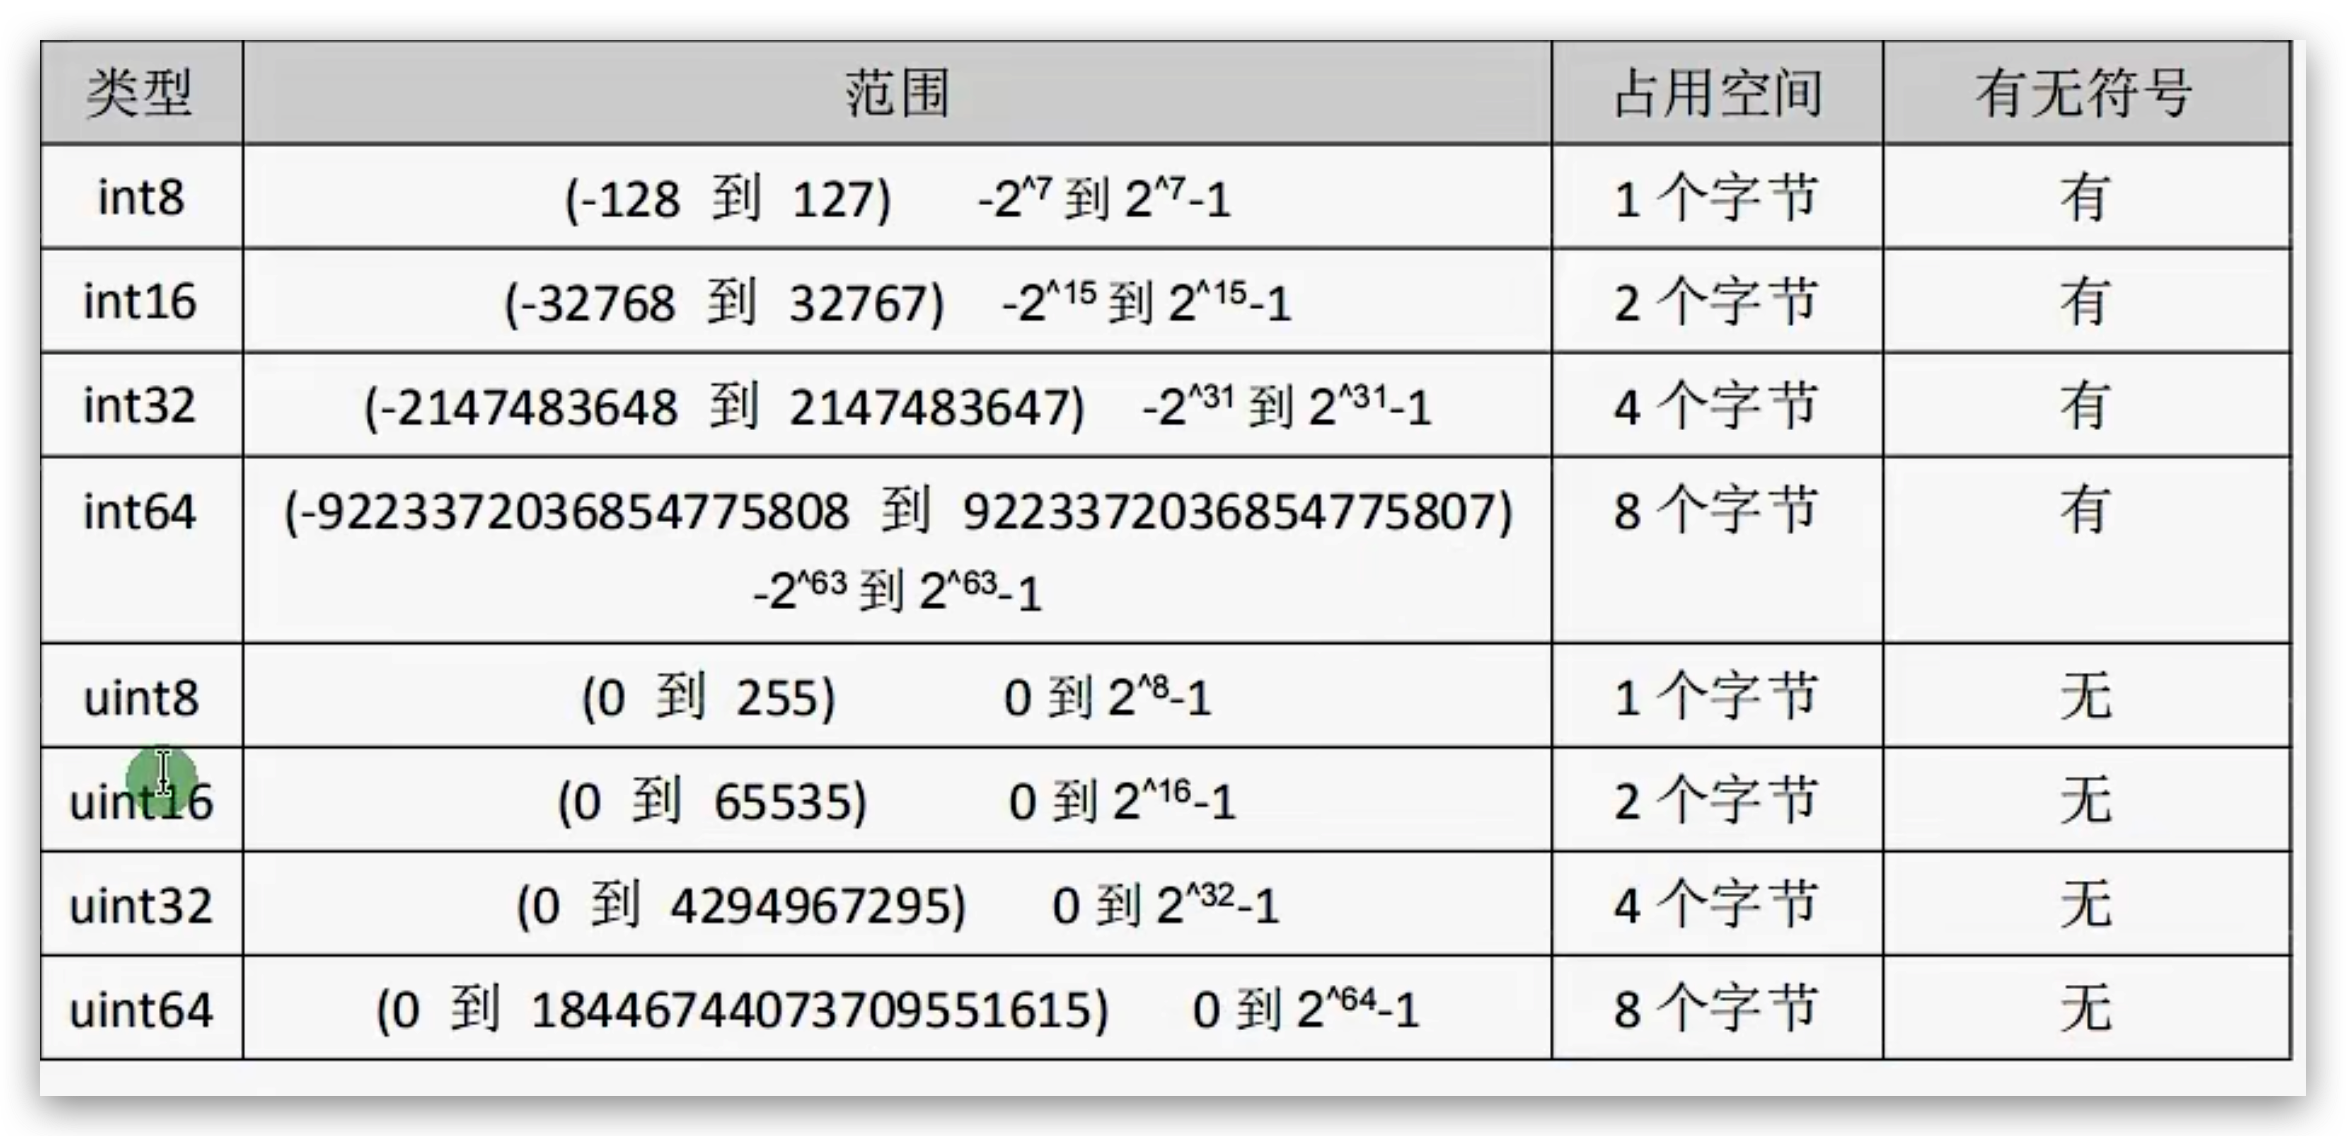 类型 范围 占用空间 有无符号
int8 (-128 到 127) -2^7 到 2^7-1 1 个字节 有
int16 (-32768 到 32767) -2^15 到 2^15-1 2 个字节 有
int32 (-2147483648 到 2147483647) -2^31 到 2^31-1 4 个字节 有
int64 (-9223372036854775808 到 9223372036854775807) 8 个字节 有
-2^63 到 2^63-1
uint8 (0 到 255) 0 到 2^8-1 1 个字节 无
uint16 (0 到 65535) 0 到 2^16-1 2 个字节 无
uint32 (0 到 4294967295) 0 到 2^32-1 4 个字节 无
uint64 (0 到 18446744073709551615) 0 到 2^64-1 8 个字节 无